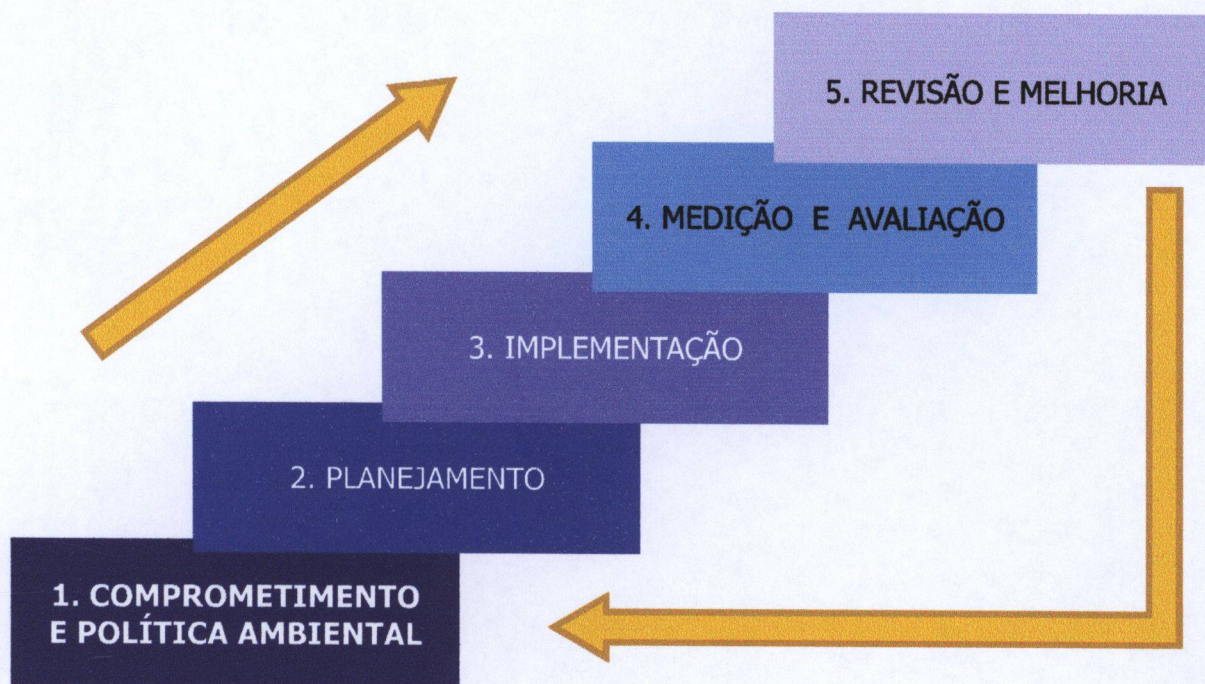 5. REVISÃO E MELHORIA
4. MEDIÇÃO E AVALIAÇÃO
3. IMPLEMENTAÇÃO
2. PLANEJAMENTO
1. COMPROMETIMENTO
E POLÍTICA AMBIENTAL